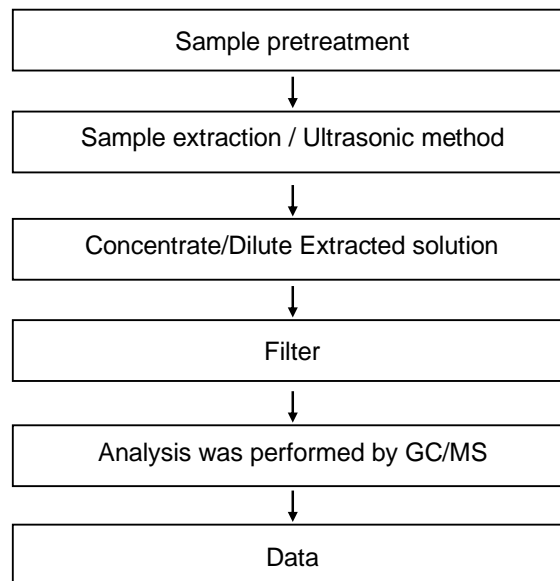 Sample pretreatment
Sample extraction / Ultrasonic method
Concentrate/Dilute Extracted solution
Filter
Analysis was performed by GC/MS
Data